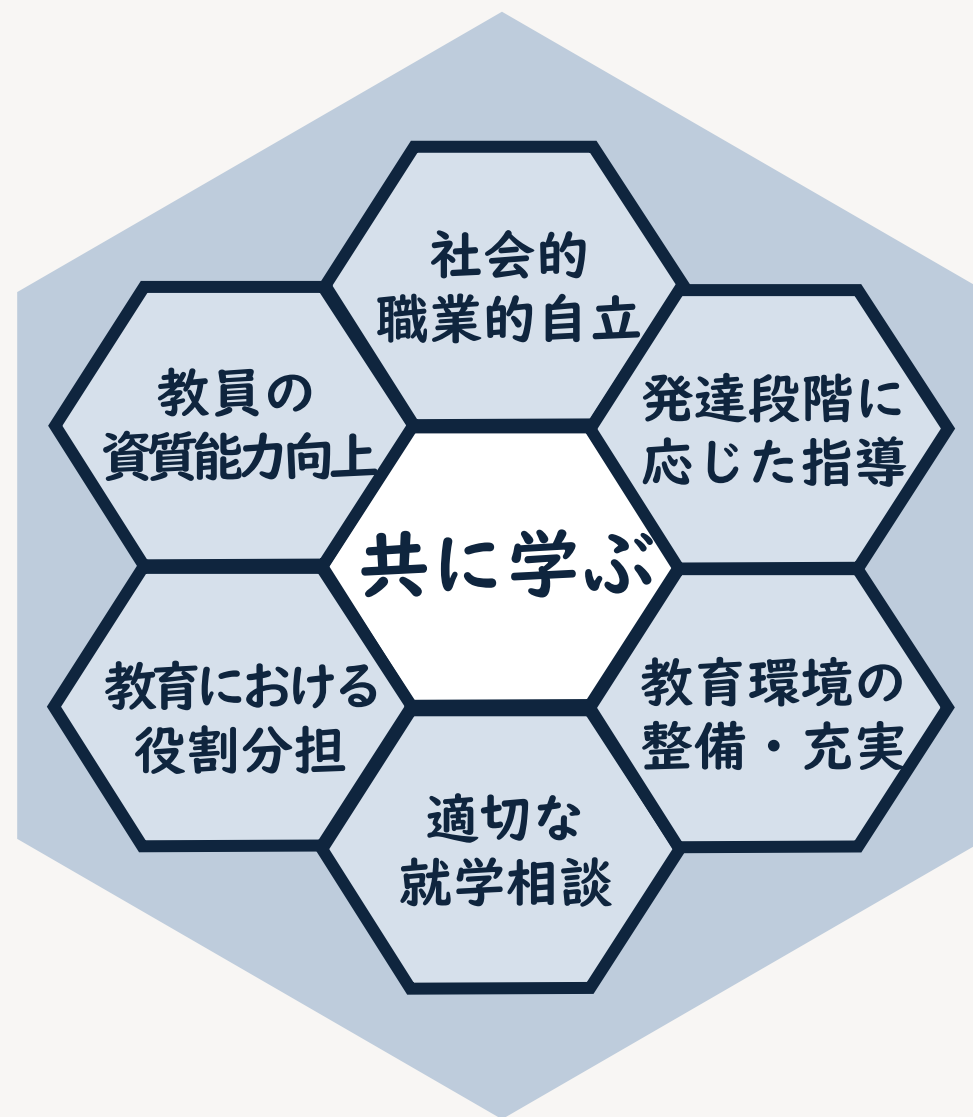 社会的
職業的自立
教員の
資質能力向上
発達段階に
応じた指導
共に学ぶ
教育における
役割分担
教育環境の
整備・充実
適切な
就学相談